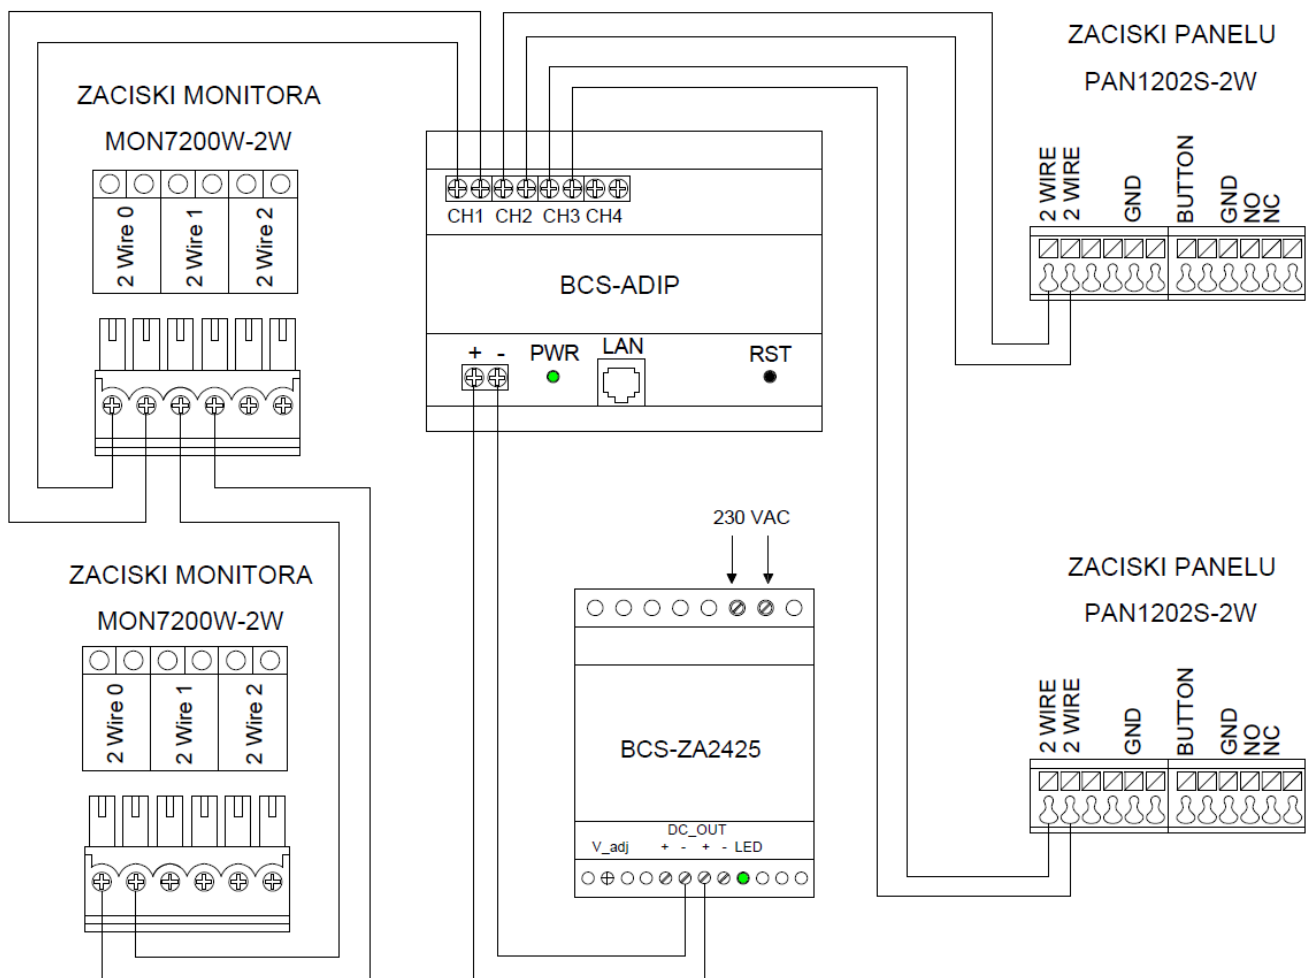 ZACISKI MONITORA
MON7200W-2W
2 Wire 0
2 Wire 1
2 Wire 2
CH1 CH2 CH3 CH4
BCS-ADIP
+ - PWR LAN RST
ZACISKI PANELU
PAN1202S-2W
2 WIRE
2 WIRE
GND
BUTTON
GND
NO
NC
230 VAC
ZACISKI MONITORA
MON7200W-2W
2 Wire 0
2 Wire 1
2 Wire 2
BCS-ZA2425
DC_OUT
V_adj + - + - LED
ZACISKI PANELU
PAN1202S-2W
2 WIRE
2 WIRE
GND
BUTTON
GND
NO
NC